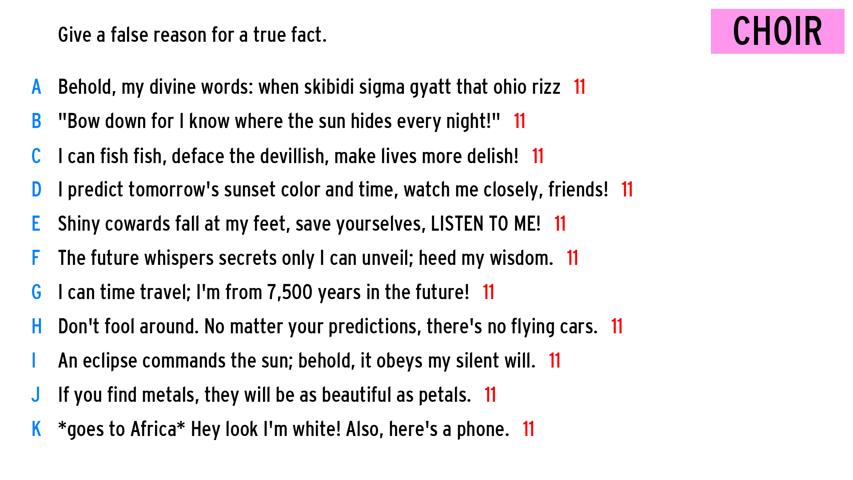 Give a false reason for a true fact.
CHOIR
A Behold, my divine words: when skibidi sigma gyatt that ohio rizz 11
B "Bow down for I know where the sun hides every night!" 11
C I can fish fish, deface the devillish, make lives more delish! 11
D I predict tomorrow's sunset color and time, watch me closely, friends! 11
E Shiny cowards fall at my feet, save yourselves, LISTEN TO ME! 11
F The future whispers secrets only I can unveil; heed my wisdom. 11
G I can time travel; I'm from 7,500 years in the future! 11
H Don't fool around. No matter your predictions, there's no flying cars. 11
I An eclipse commands the sun; behold, it obeys my silent will. 11
J If you find metals, they will be as beautiful as petals. 11
K *goes to Africa* Hey look I'm white! Also, here's a phone. 11